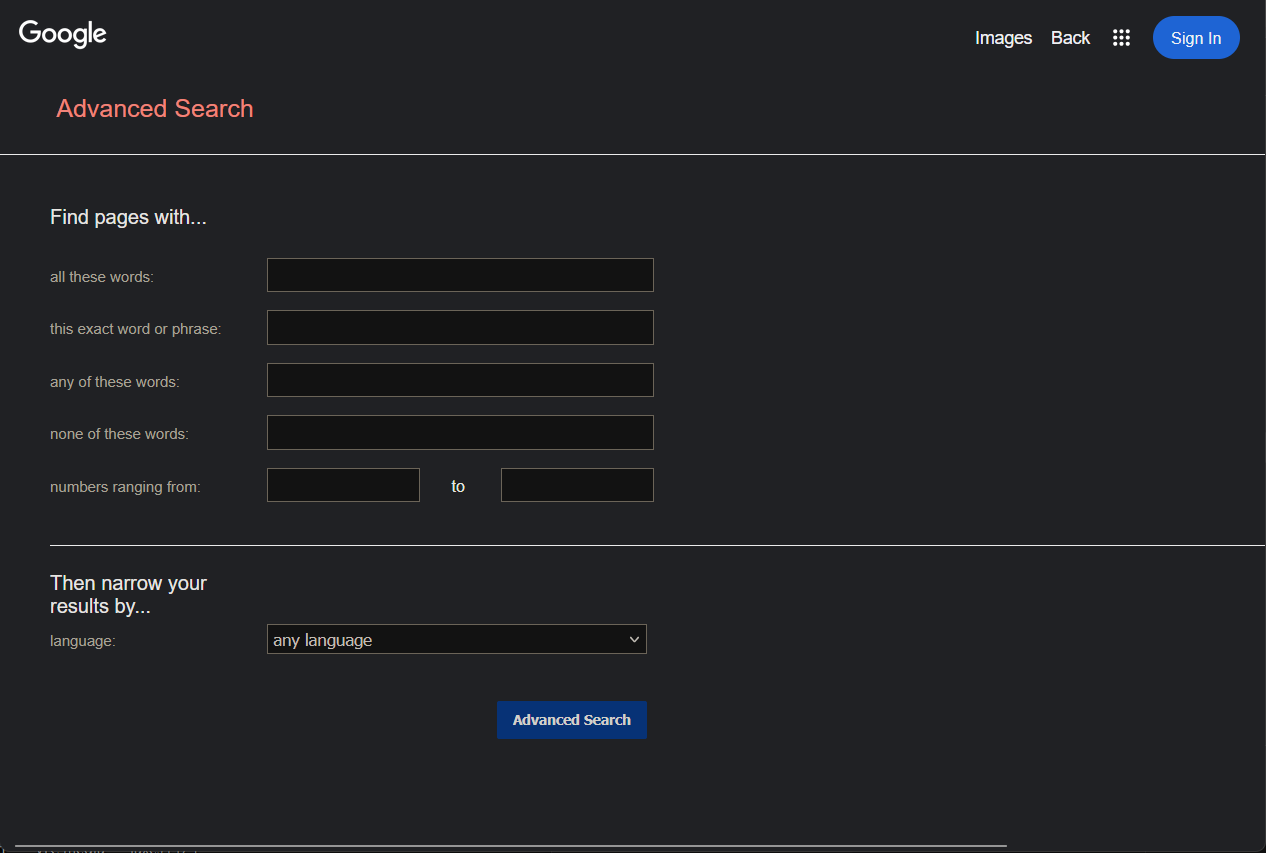 Google
Images Back Sign In
Advanced Search
Find pages with...
all these words:
this exact word or phrase:
any of these words:
none of these words:
numbers ranging from: to
Then narrow your
results by...
language: any language
Advanced Search